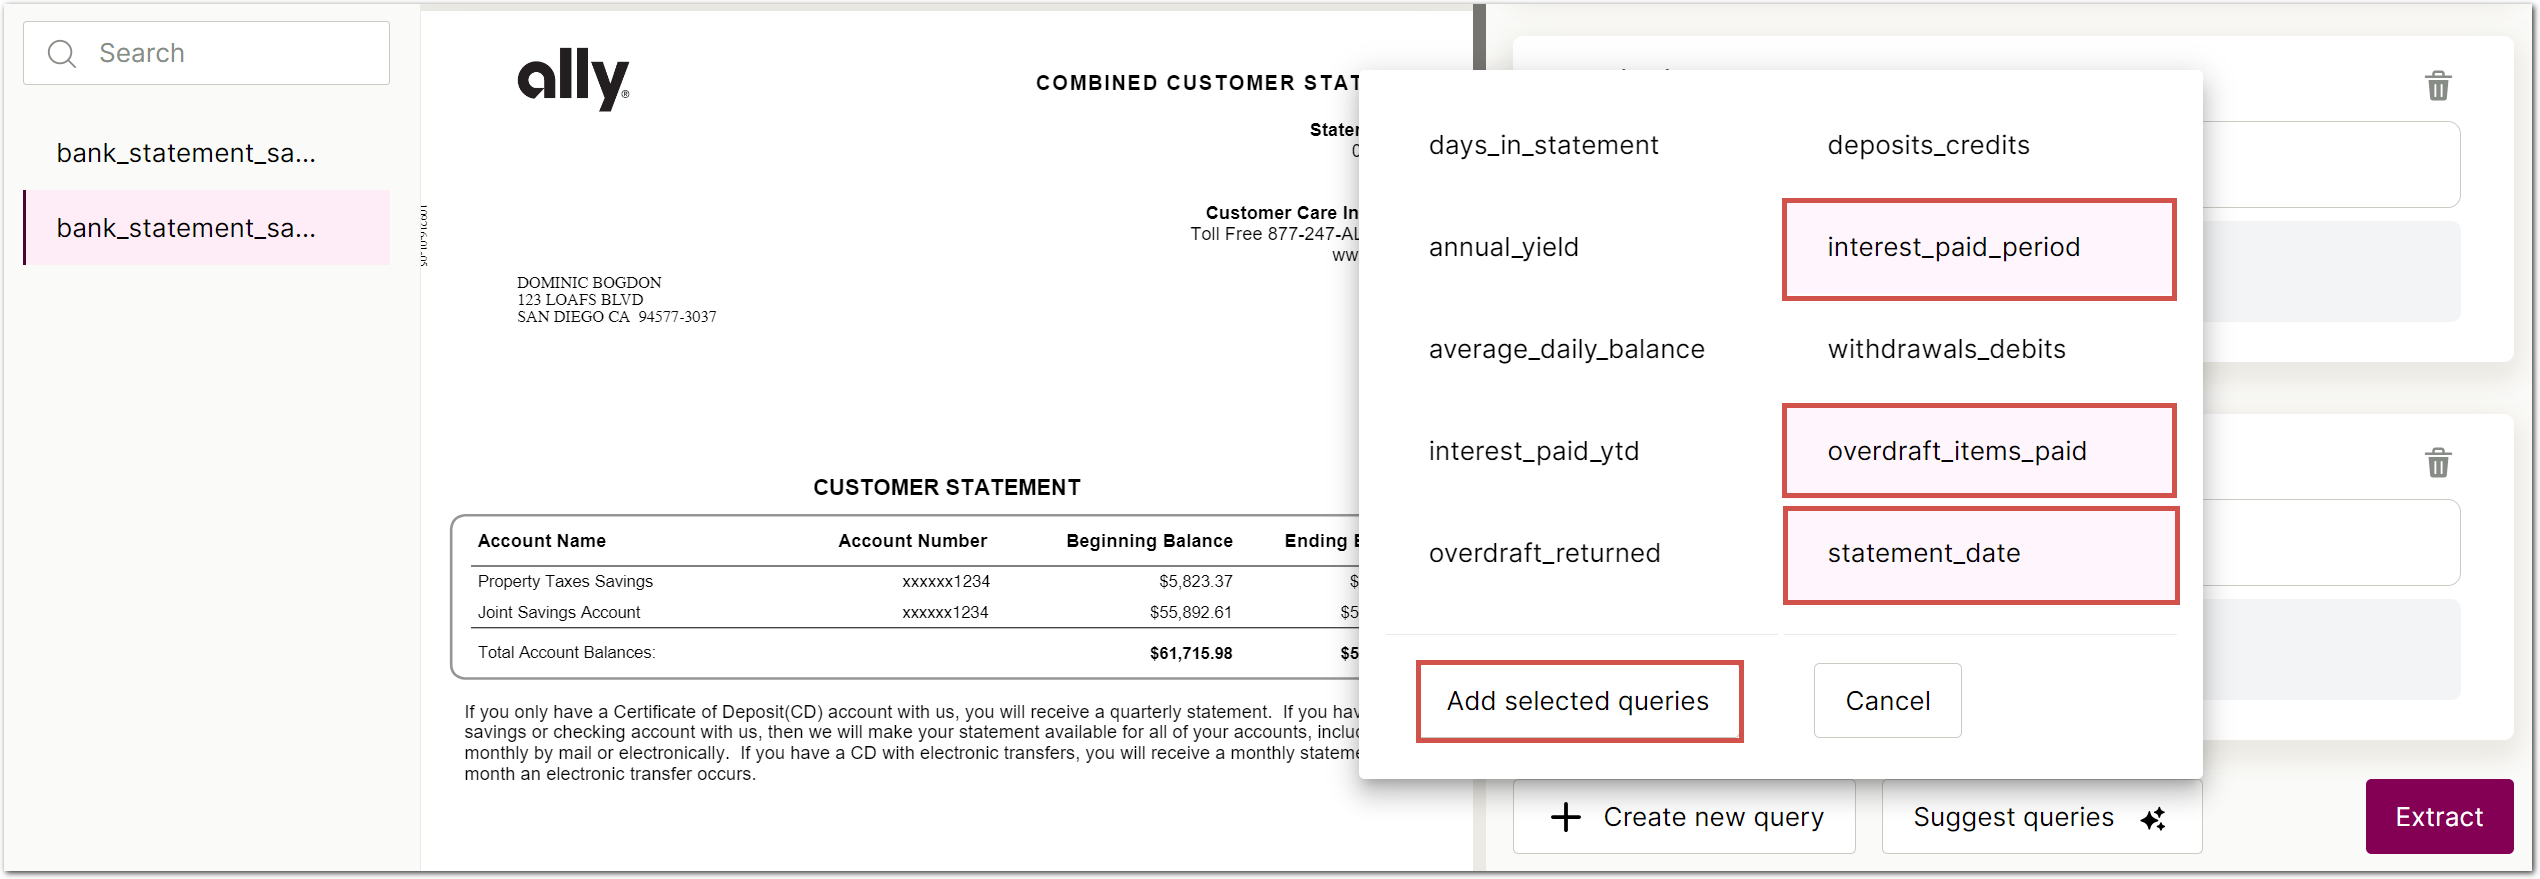 Search
bank_statement_sa...
bank_statement_sa...
ally®
COMBINED CUSTOMER STAT
Customer Care In
Toll Free 877-247-AL
DOMINIC BOGDON
123 LOAFS BLVD
SAN DIEGO CA 94577-3037
CUSTOMER STATEMENT
Account Name Account Number Beginning Balance Ending
Property Taxes Savings xxxxxx1234 $5,823.37 $
Joint Savings Account xxxxxx1234 $55,892.61 $5
Total Account Balances: $61,715.98 $5
If you only have a Certificate of Deposit(CD) account with us, you will receive a quarterly statement. If you hav
savings or checking account with us, then we will make your statement available for all of your accounts, includ
monthly by mail or electronically. If you have a CD with electronic transfers, you will receive a monthly stateme
month an electronic transfer occurs.
days_in_statement deposits_credits
annual_yield interest_paid_period
average_daily_balance withdrawals_debits
interest_paid_ytd overdraft_items_paid
overdraft_returned statement_date
Add selected queries Cancel
Create new query Suggest queries Extract